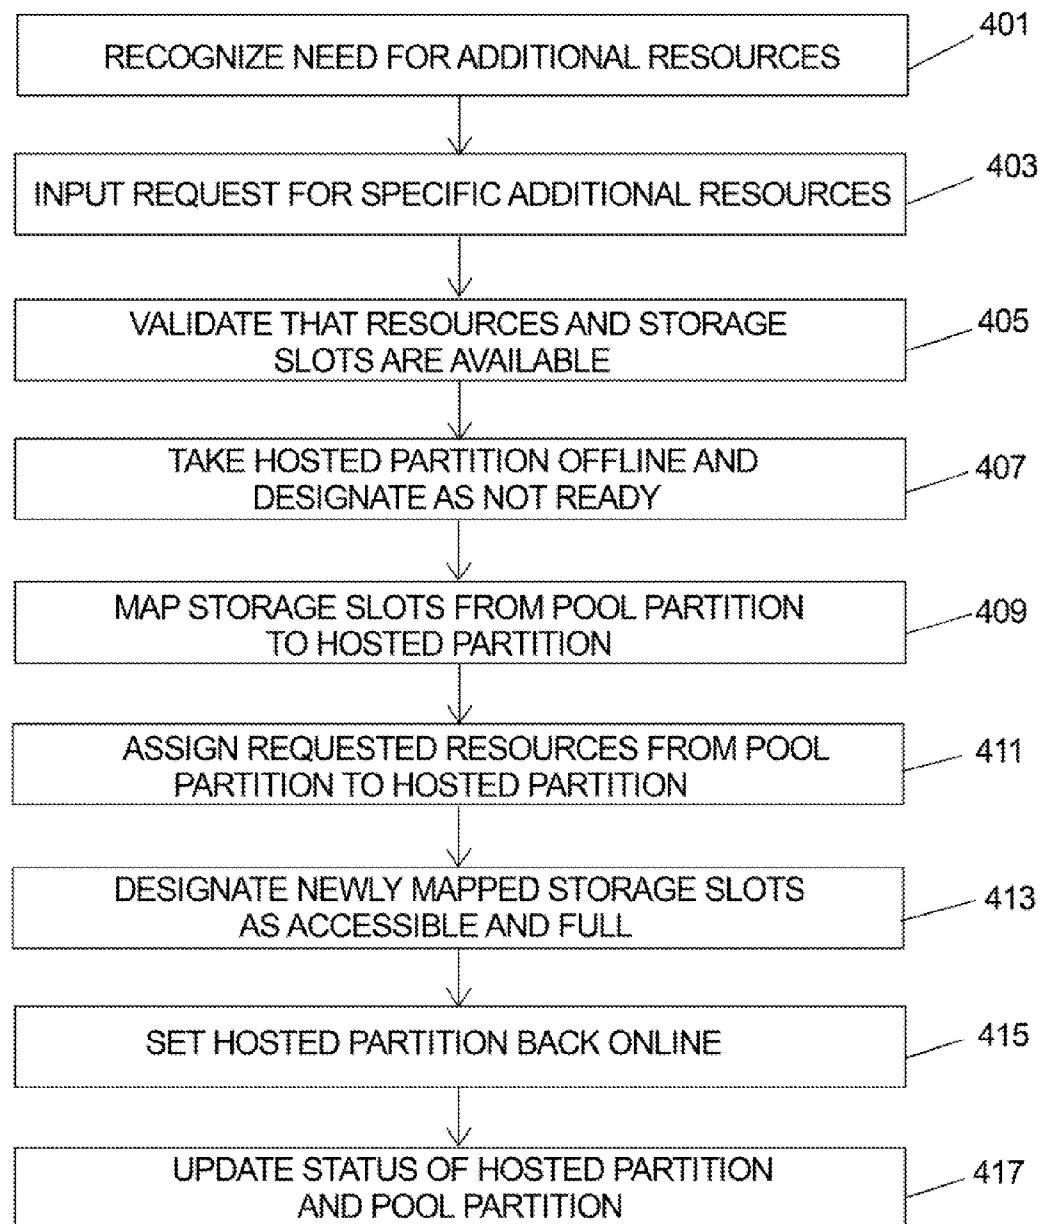 RECOGNIZE NEED FOR ADDITIONAL RESOURCES
401
INPUT REQUEST FOR SPECIFIC ADDITIONAL RESOURCES
403
VALIDATE THAT RESOURCES AND STORAGE
SLOTS ARE AVAILABLE
405
TAKE HOSTED PARTITION OFFLINE AND
DESIGNATE AS NOT READY
407
MAP STORAGE SLOTS FROM POOL PARTITION
TO HOSTED PARTITION
409
ASSIGN REQUESTED RESOURCES FROM POOL
PARTITION TO HOSTED PARTITION
411
DESIGNATE NEWLY MAPPED STORAGE SLOTS
AS ACCESSIBLE AND FULL
413
SET HOSTED PARTITION BACK ONLINE
415
UPDATE STATUS OF HOSTED PARTITION
AND POOL PARTITION
417